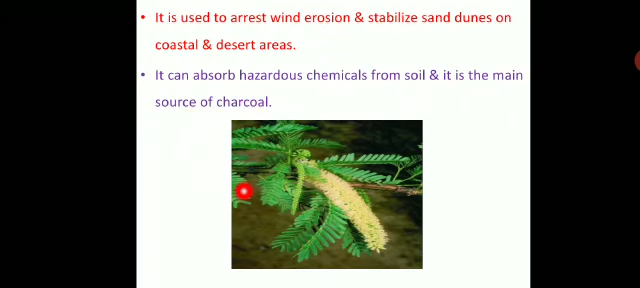 • It is used to arrest wind erosion & stabilize sand dunes on
coastal & desert areas.
• It can absorb hazardous chemicals from soil & it is the main
source of charcoal.